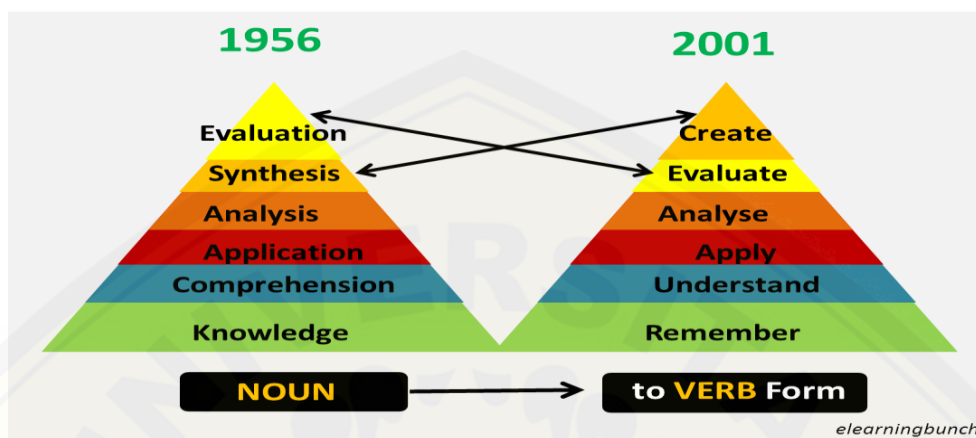 1956
2001
Evaluation
Synthesis
Analysis
Application
Comprehension
Knowledge
Create
Evaluate
Analyse
Apply
Understand
Remember
NOUN
to VERB Form
elearningbunch
UNIVERSITA